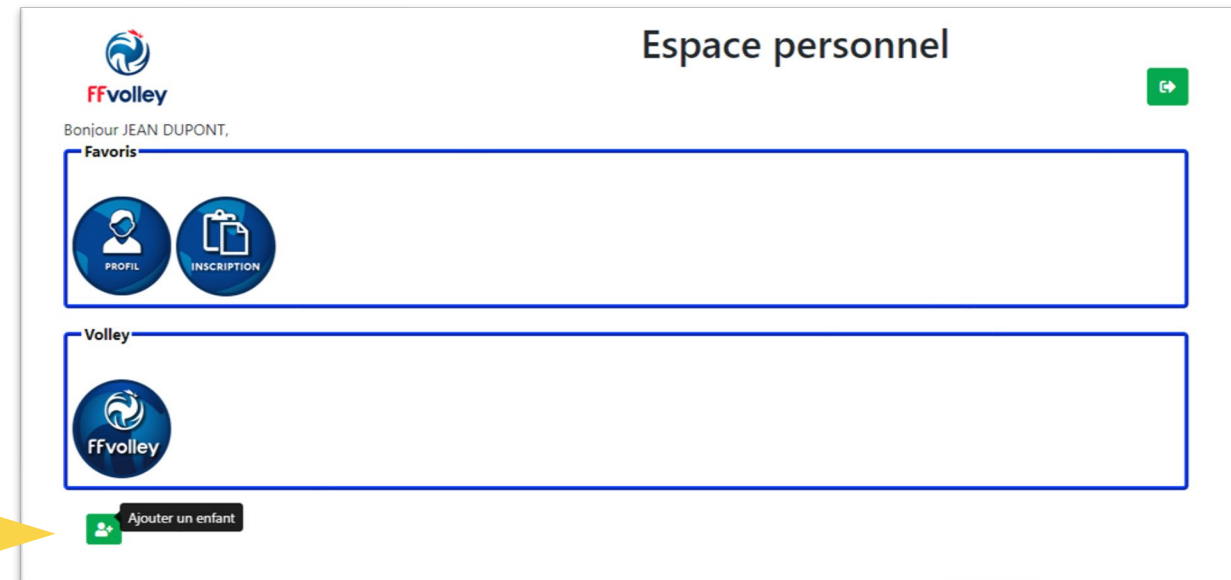 Espace personnel
FFvolley
Bonjour JEAN DUPONT,
Favoris
PROFIL
INSCRIPTION
Volley
FFvolley
Ajouter un enfant